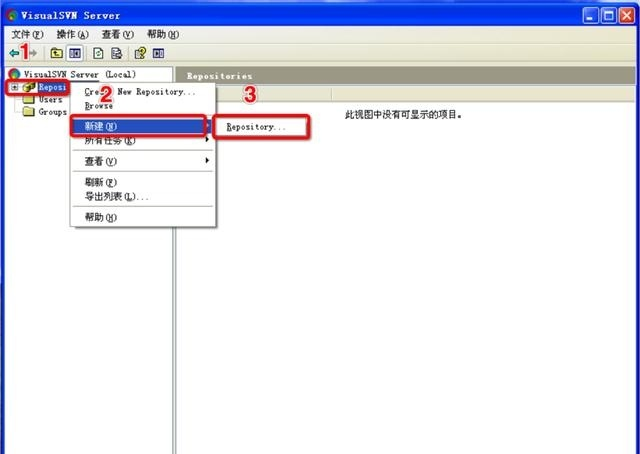 VisualSVN Server
文件(F) 操作(A) 查看(V) 帮助(H)
1
VisualSVN Server (Local)
Repositories
Reposi
2
3
Users
Groups
New Repository...
Browse
新建(N)
Repository...
所有任务(K)
查看(V)
刷新(F)
导出列表(L)...
帮助(H)
此视图中没有可显示的项目。